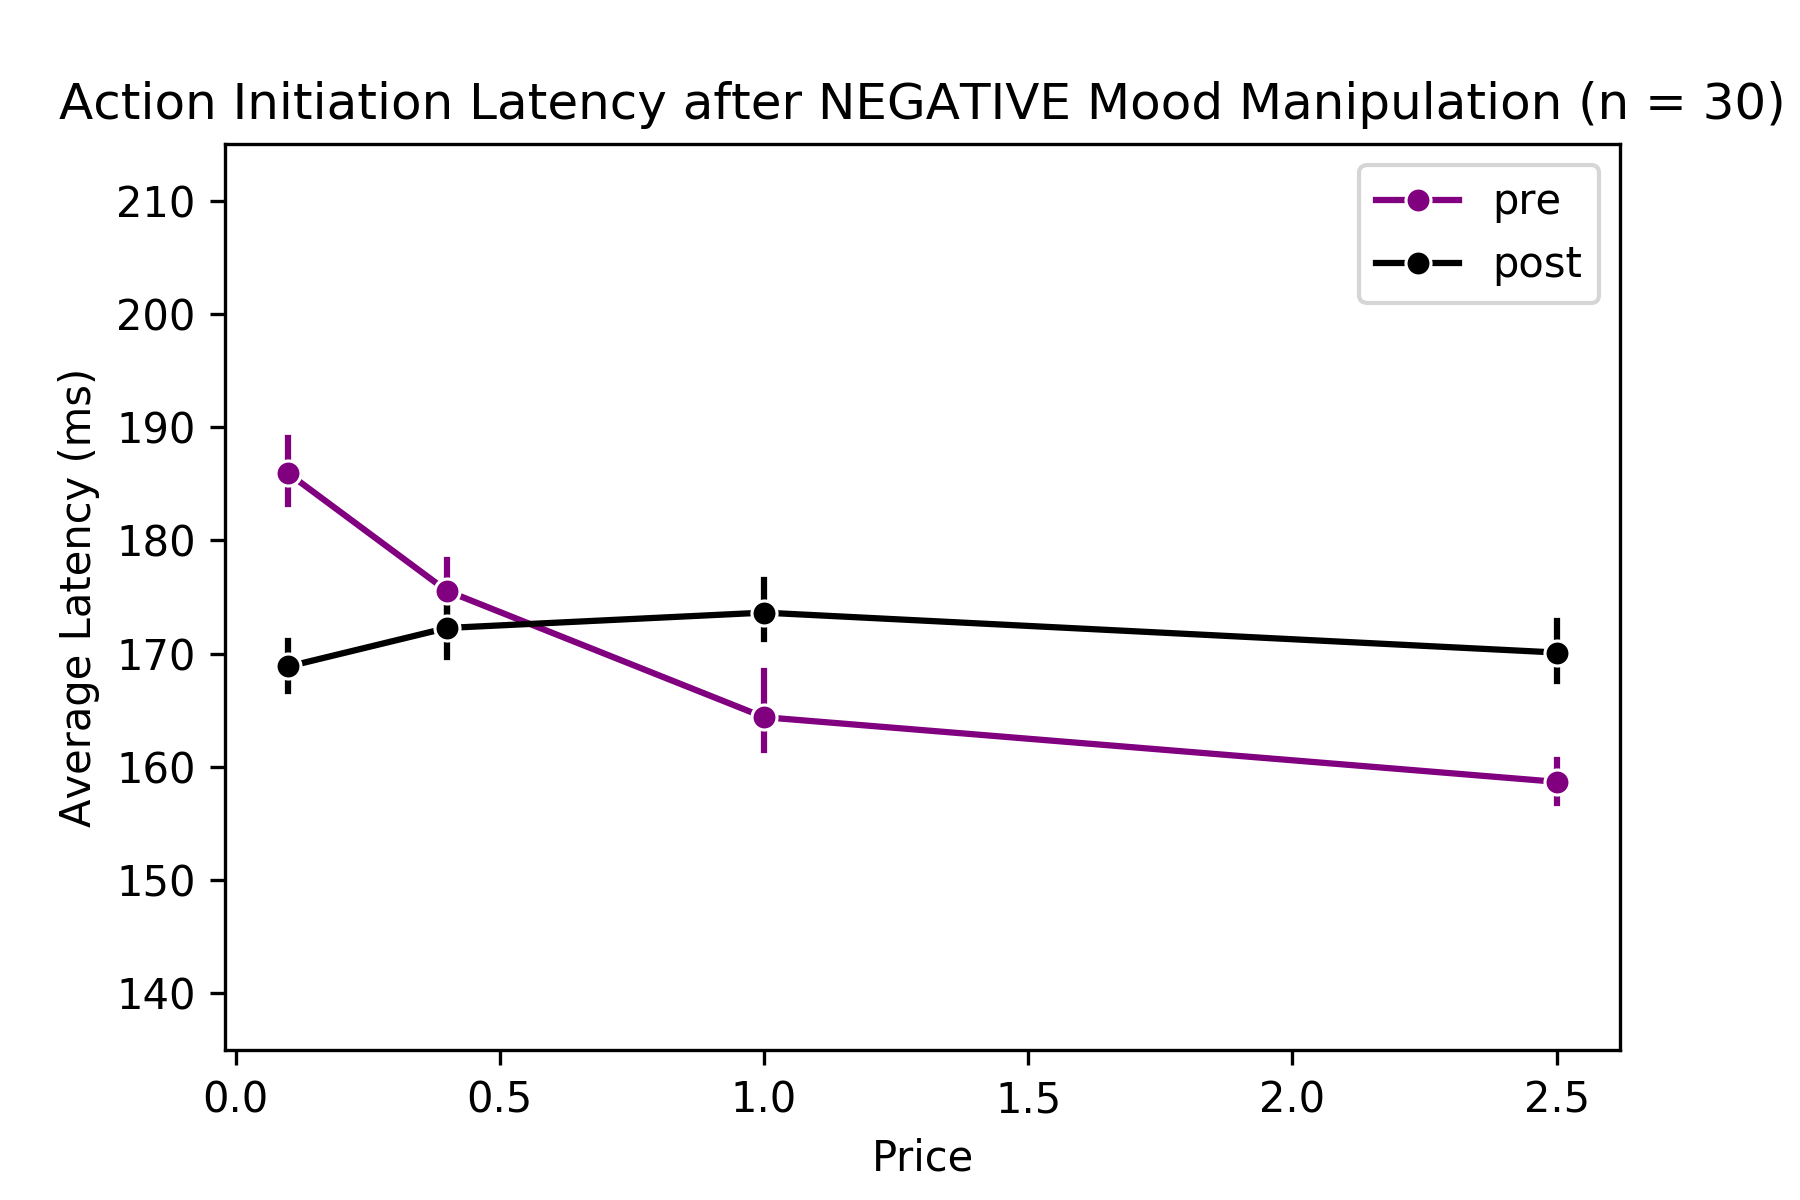 Action Initiation Latency after NEGATIVE Mood Manipulation (n = 30)
pre
post
Average Latency (ms)
210
200
190
180
170
160
150
140
0.0 0.5 1.0 1.5 2.0 2.5
Price